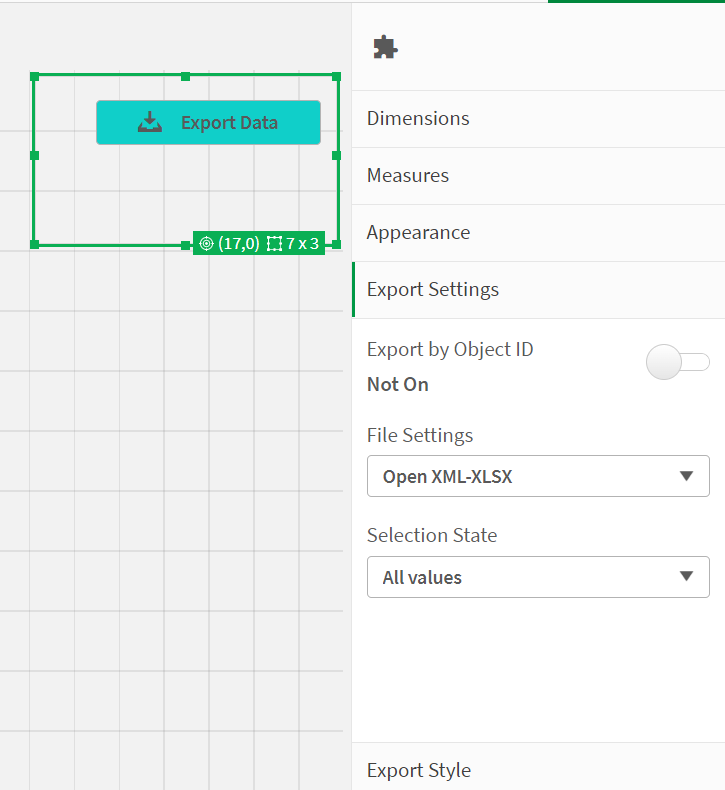 Export Data
(17,0) 7 x 3
Dimensions
Measures
Appearance
Export Settings
Export by Object ID
Not On
File Settings
Open XML-XLSX
Selection State
All values
Export Style